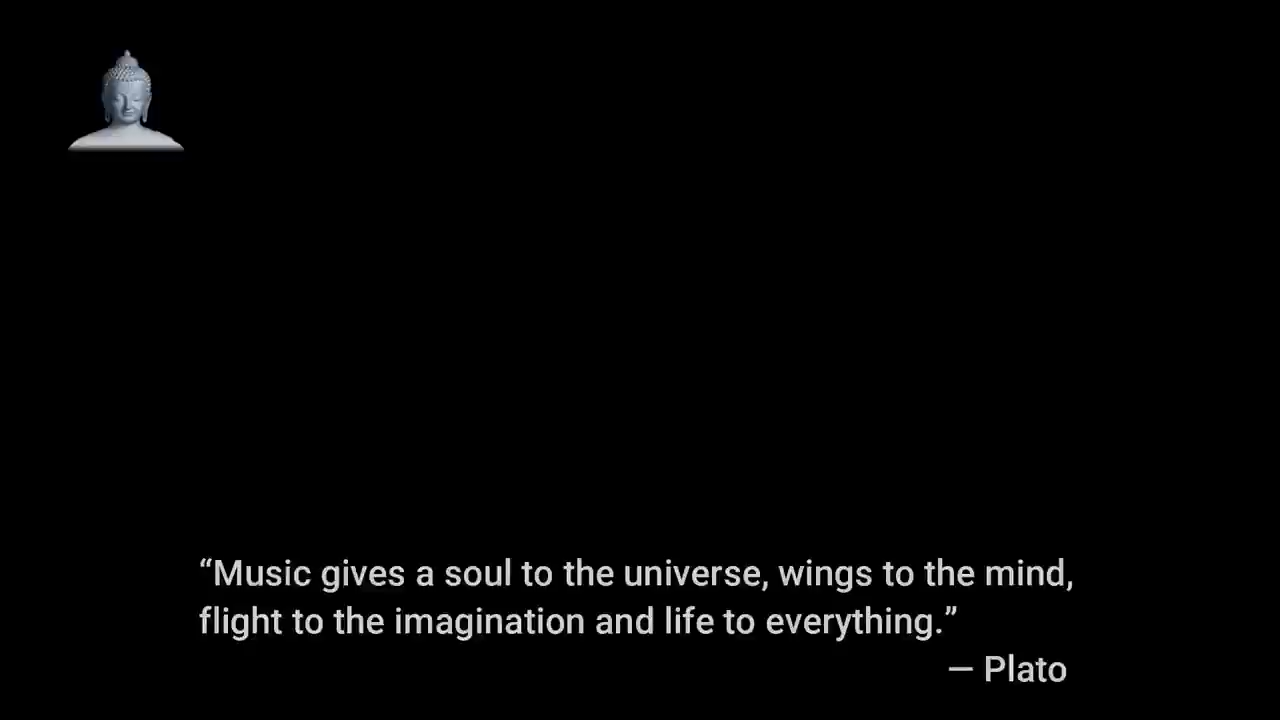 “Music gives a soul to the universe, wings to the mind,
flight to the imagination and life to everything.”
— Plato